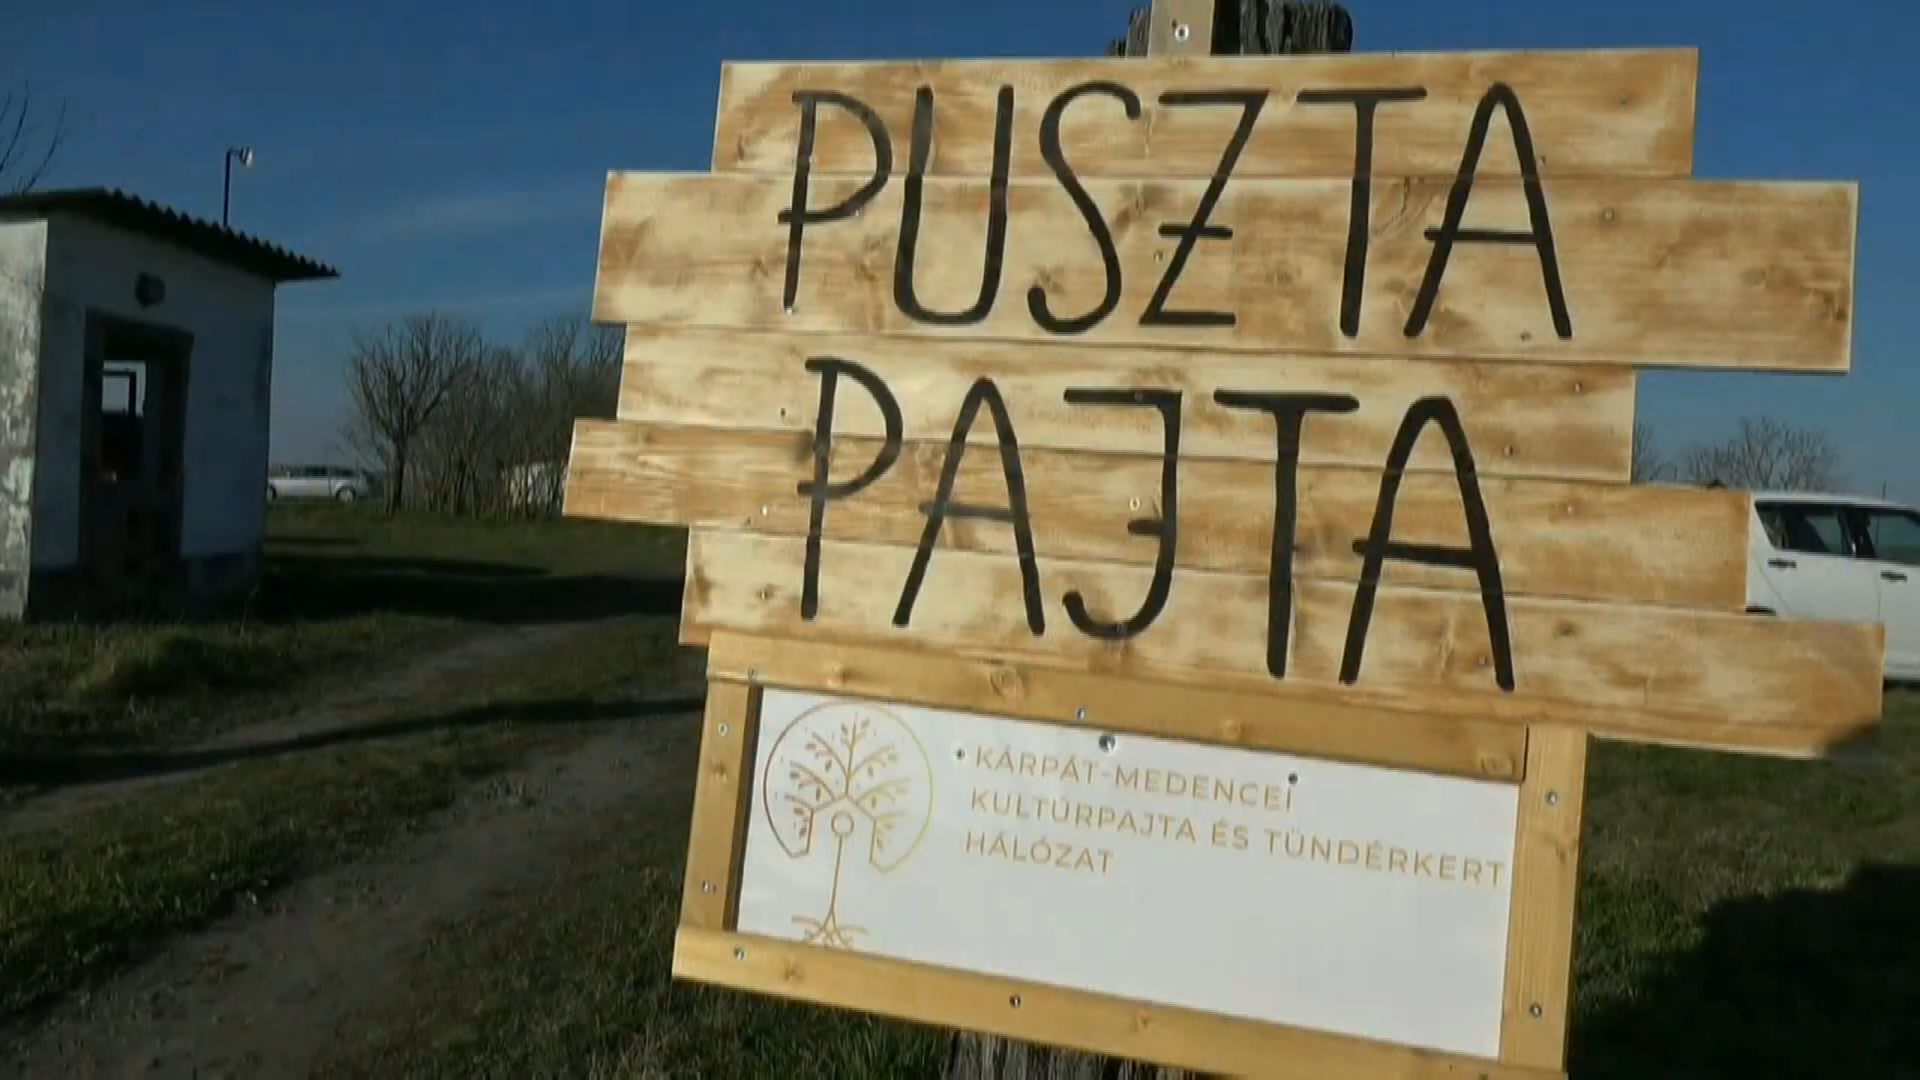 PUSZTA
PAJTA
KÁRPÁT-MEDENCEI
KULTÚRPAJTA ÉS TÜNDÉRKERT
HÁLÓZAT